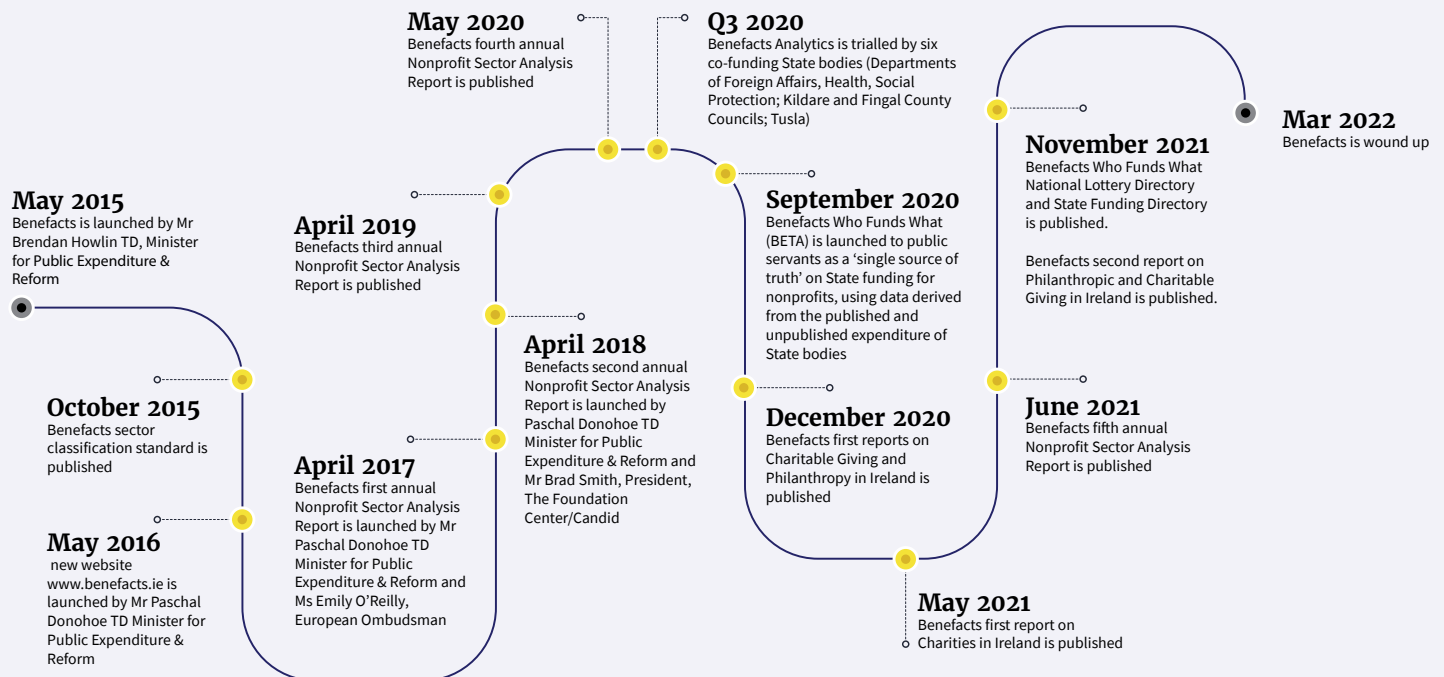 May 2015
Benefacts is launched by Mr
Brendan Howlin TD, Minister
for Public Expenditure &
Reform
October 2015
Benefacts sector
classification standard is
published
May 2016
new website
www.benefacts.ie is
launched by Mr Paschal
Donohoe TD Minister for
Public Expenditure &
Reform
April 2017
Benefacts first annual
Nonprofit Sector Analysis
Report is launched by Mr
Paschal Donohoe TD
Minister for Public
Expenditure & Reform and
Ms Emily O’Reilly,
European Ombudsman
April 2018
Benefacts second annual
Nonprofit Sector Analysis
Report is launched by
Paschal Donohoe TD
Minister for Public
Expenditure & Reform and
Mr Brad Smith, President,
The Foundation
Center/Candid
April 2019
Benefacts third annual
Nonprofit Sector Analysis
Report is published
May 2020
Benefacts fourth annual
Nonprofit Sector Analysis
Report is published
Q3 2020
Benefacts Analytics is trialled by six
co-funding State bodies (Departments
of Foreign Affairs, Health, Social
Protection; Kildare and Fingal County
Councils; Tusla)
September 2020
Benefacts Who Funds What
(BETA) is launched to public
servants as a ‘single source of
truth’ on State funding for
nonprofits, using data derived
from the published and
unpublished expenditure of
State bodies
December 2020
Benefacts first reports on
Charitable Giving and
Philanthropy in Ireland is
published
May 2021
Benefacts first report on
Charities in Ireland is published
June 2021
Benefacts fifth annual
Nonprofit Sector Analysis
Report is published
November 2021
Benefacts Who Funds What
National Lottery Directory
and State Funding Directory
is published.
Benefacts second report on
Philanthropic and Charitable
Giving in Ireland is published.
Mar 2022
Benefacts is wound up